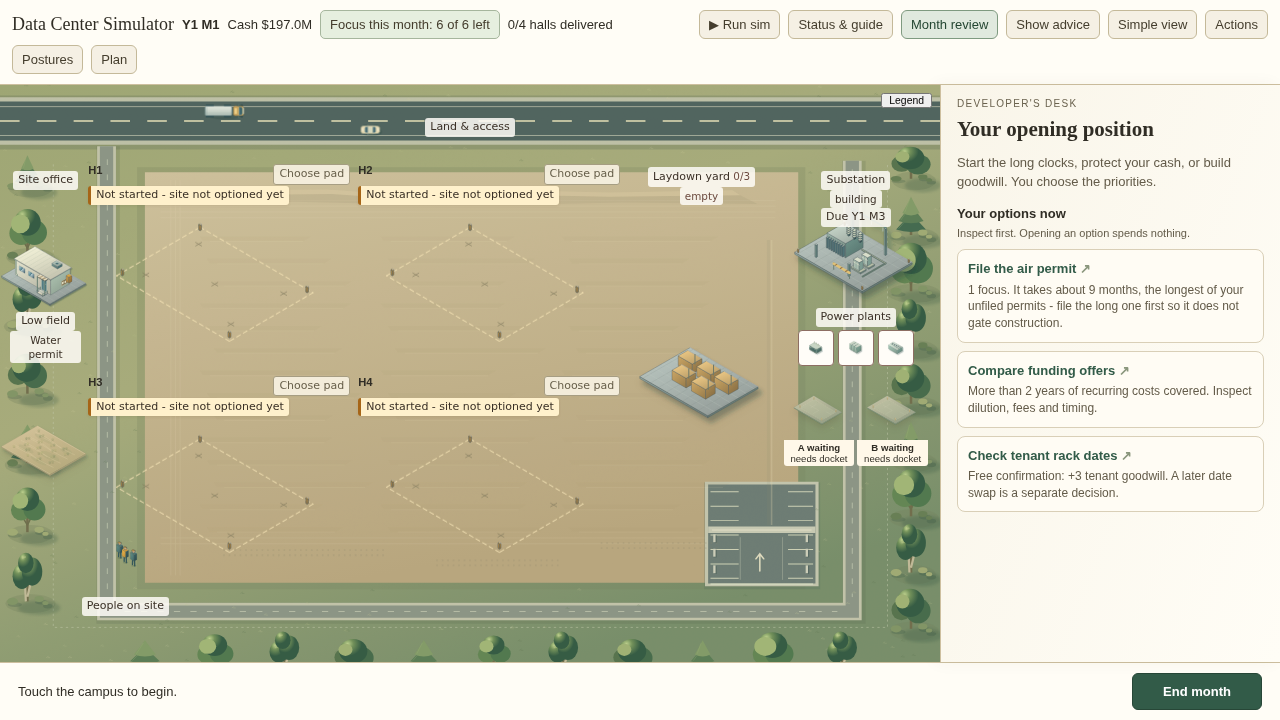 Data Center Simulator Y1 M1 Cash $197.0M Focus this month: 6 of 6 left 0/4 halls delivered ▶ Run sim Status & guide Month review Show advice Simple view Actions
Postures Plan
Legend
Land & access
Site office
H1
Choose pad
Not started - site not optioned yet
H2
Choose pad
Not started - site not optioned yet
Laydown yard 0/3
empty
Substation
building
Due Y1 M3
Low field
Water
permit
Power plants
H3
Choose pad
Not started - site not optioned yet
H4
Choose pad
Not started - site not optioned yet
A waiting
needs docket
B waiting
needs docket
People on site
DEVELOPER'S DESK
Your opening position
Start the long clocks, protect your cash, or build
goodwill. You choose the priorities.
Your options now
Inspect first. Opening an option spends nothing.
File the air permit ↗
1 focus. It takes about 9 months, the longest of your
unfiled permits - file the long one first so it does not
gate construction.
Compare funding offers ↗
More than 2 years of recurring costs covered. Inspect
dilution, fees and timing.
Check tenant rack dates ↗
Free confirmation: +3 tenant goodwill. A later date
swap is a separate decision.
Touch the campus to begin.
End month